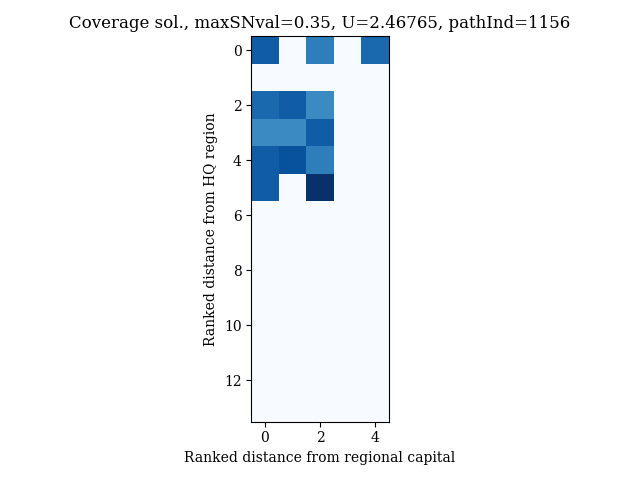 Coverage sol., maxSNval=0.35, U=2.46765, pathInd=1156
Ranked distance from HQ region
0
2
4
6
8
10
12
0 2 4
Ranked distance from regional capital